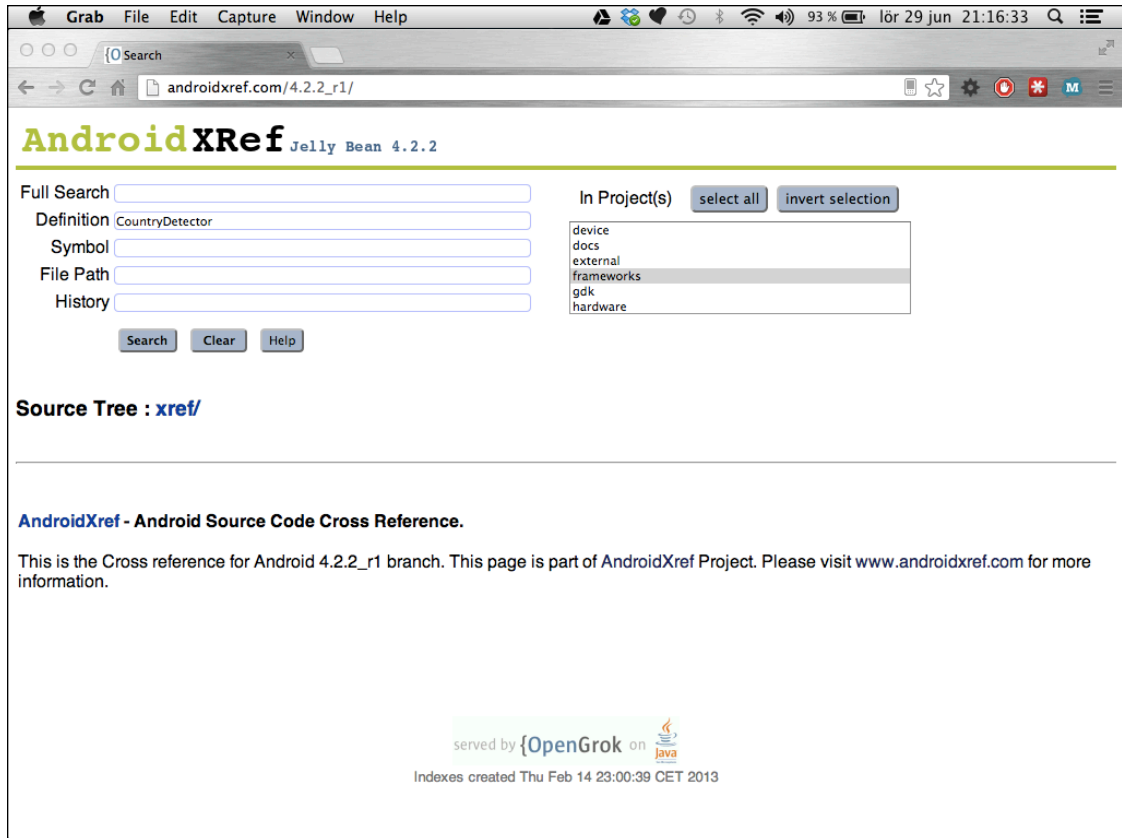 Grab File Edit Capture Window Help 93 % lör 29 jun 21:16:33
{O Search
androidxref.com/4.2.2_r1/ M
AndroidXRef Jelly Bean 4.2.2
Full Search
Definition CountryDetector
Symbol
File Path
History
Search Clear Help
In Project(s) select all invert selection
device
docs
external
frameworks
gdk
hardware
Source Tree : xref/
AndroidXref - Android Source Code Cross Reference.
This is the Cross reference for Android 4.2.2_r1 branch. This page is part of AndroidXref Project. Please visit www.androidxref.com for more
information.
served by {OpenGrok on Java
Indexes created Thu Feb 14 23:00:39 CET 2013